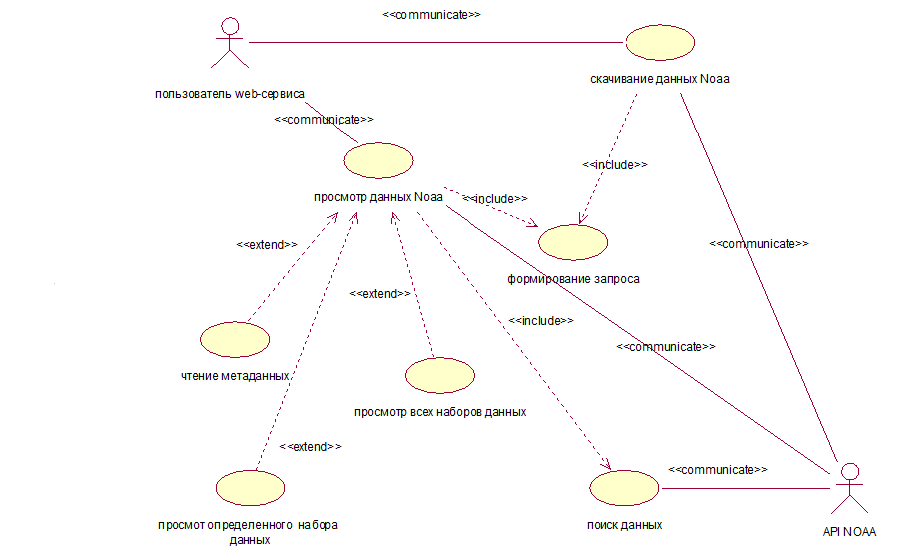 <<communicate>>
скачивание данных Noaa
пользователь web-сервиса
<<communicate>>
<<include>>
просмотр данных Noaa
<<include>>
<<extend>>
<<communicate>>
формирование запроса
<<extend>>
<<include>>
<<communicate>>
чтение метаданных
просмотр всех наборов данных
<<extend>>
<<communicate>>
просмот определенного набора
данных
поиск данных
API NOAA